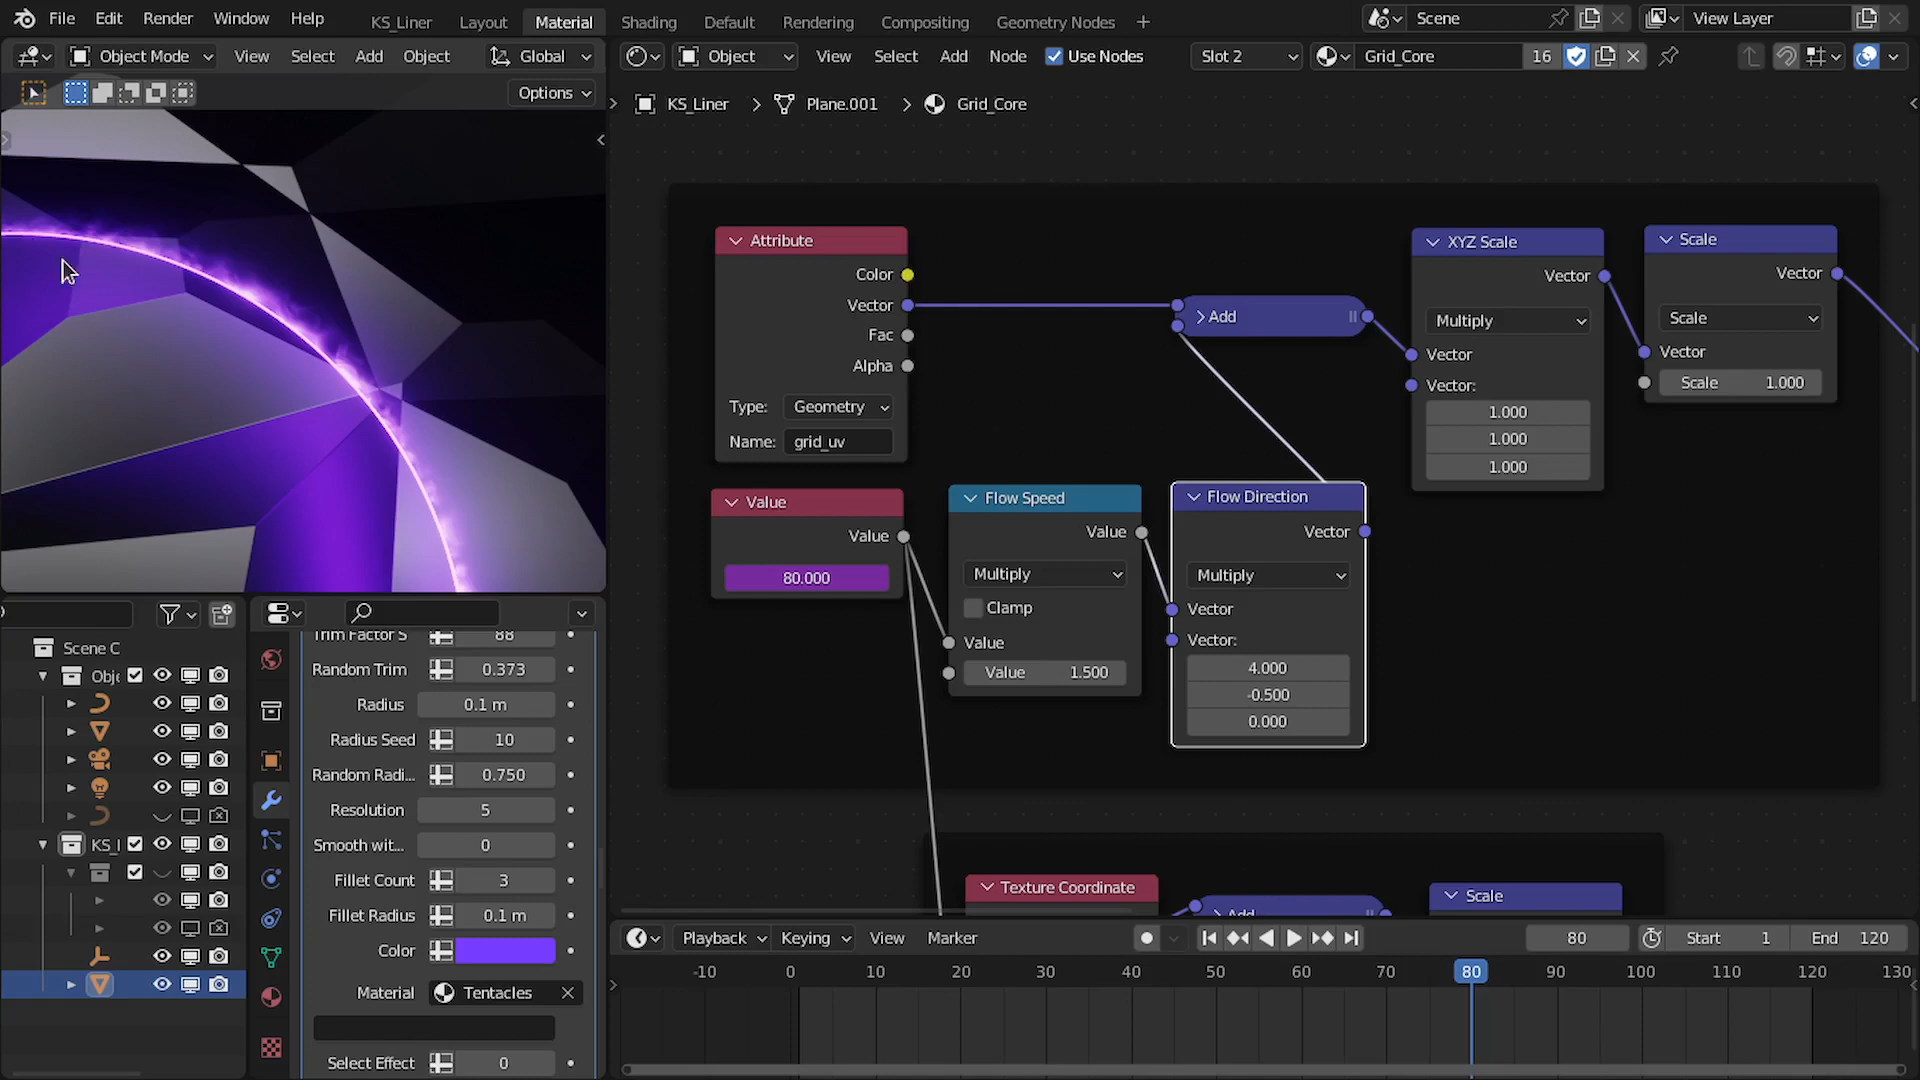 File Edit Render Window Help KS_Liner Layout Material Shading Default Rendering Compositing Geometry Nodes + Scene View Layer
Object Mode View Select Add Object Global Object View Select Add Node Use Nodes Slot 2 Grid_Core 16
Options
KS_Liner > Plane.001 > Grid_Core
Attribute
Color
Vector
Fac
Alpha
Type: Geometry
Name: grid_uv
Add
XYZ Scale
Vector
Multiply
Vector
Vector:
1.000
1.000
1.000
Scale
Vector
Scale
Vector
Scale 1.000
Value
Value
80.000
Flow Speed
Value
Multiply
Clamp
Value
Value 1.500
Flow Direction
Vector
Multiply
Vector
Vector:
4.000
-0.500
0.000
Texture Coordinate
Add
Scale
Scene C
Obj
KS_l
Trim Factor S 88
Random Trim 0.373
Radius 0.1 m
Radius Seed 10
Random Radi... 0.750
Resolution 5
Smooth wit... 0
Fillet Count 3
Fillet Radius 0.1 m
Color
Material Tentacles
Select Effect 0
Playback Keying View Marker 80 Start 1 End 120
-10 0 10 20 30 40 50 60 70 80 90 100 110 120 130